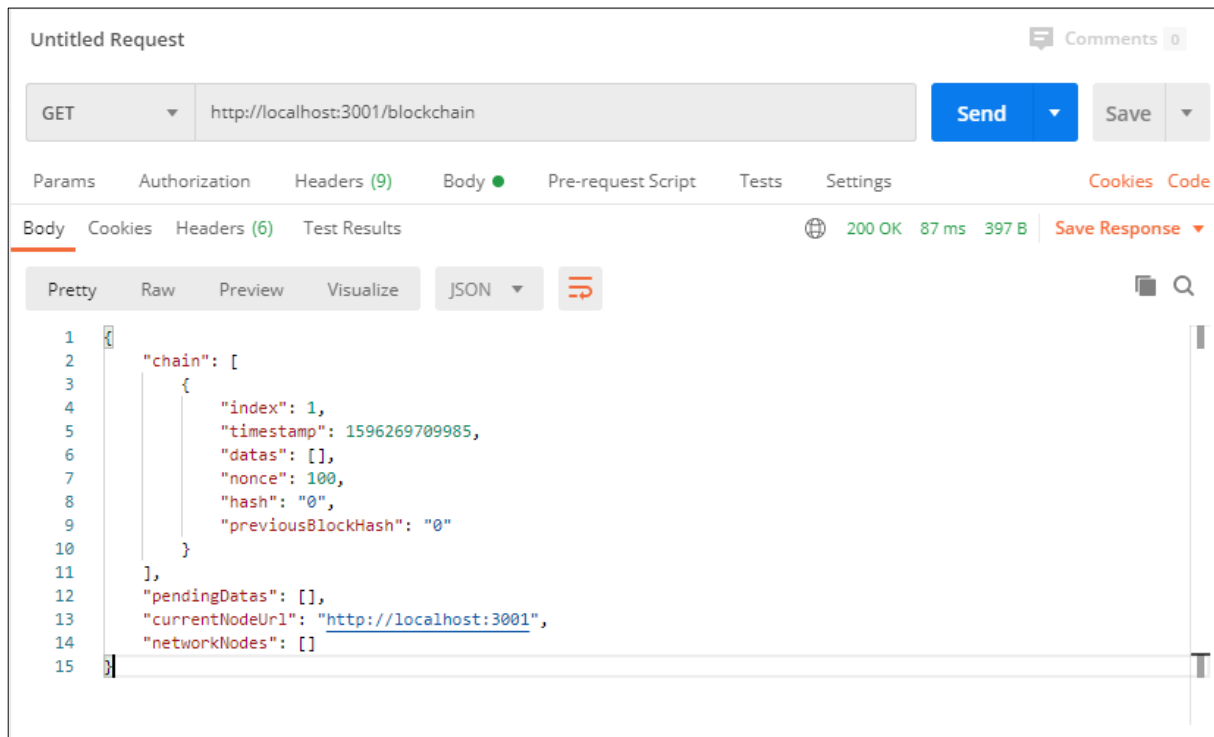 Untitled Request Comments 0
GET http://localhost:3001/blockchain Send Save
Params Authorization Headers (9) Body Pre-request Script Tests Settings Cookies Code
Body Cookies Headers (6) Test Results 200 OK 87 ms 397 B Save Response
Pretty Raw Preview Visualize JSON
1 {
2 "chain": [
3 {
4 "index": 1,
5 "timestamp": 1596269709985,
6 "datas": [],
7 "nonce": 100,
8 "hash": "0",
9 "previousBlockHash": "0"
10 }
11 ],
12 "pendingDatas": [],
13 "currentNodeUrl": "http://localhost:3001",
14 "networkNodes": []
15 }